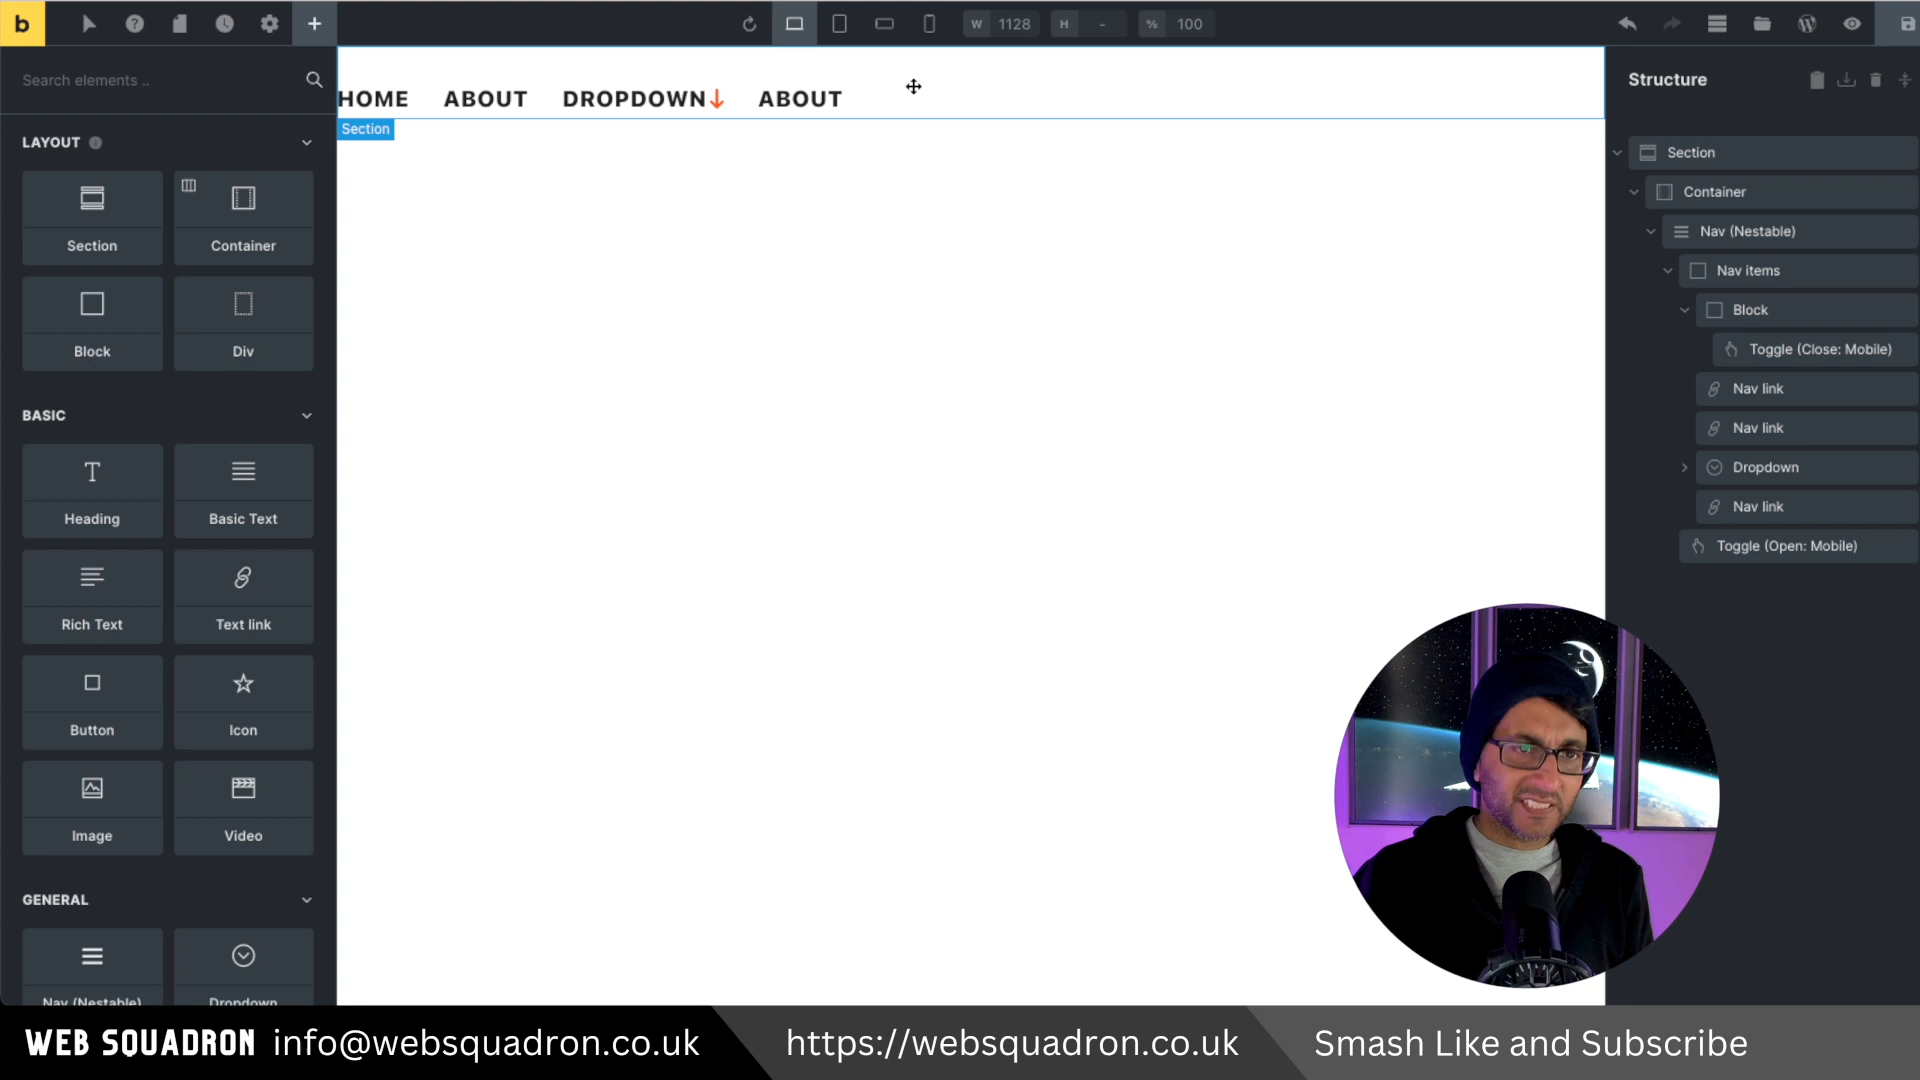 b
W 1128 H - % 100
Search elements ..
HOME ABOUT DROPDOWN ABOUT
Section
LAYOUT
Section
Container
Block
Div
BASIC
Heading
Basic Text
Rich Text
Text link
Button
Icon
Image
Video
GENERAL
Nav (Nestable)
Dropdown
Structure
Section
Container
Nav (Nestable)
Nav items
Block
Toggle (Close: Mobile)
Nav link
Nav link
Dropdown
Nav link
Toggle (Open: Mobile)
WEB SQUADRON info@websquadron.co.uk https://websquadron.co.uk Smash Like and Subscribe